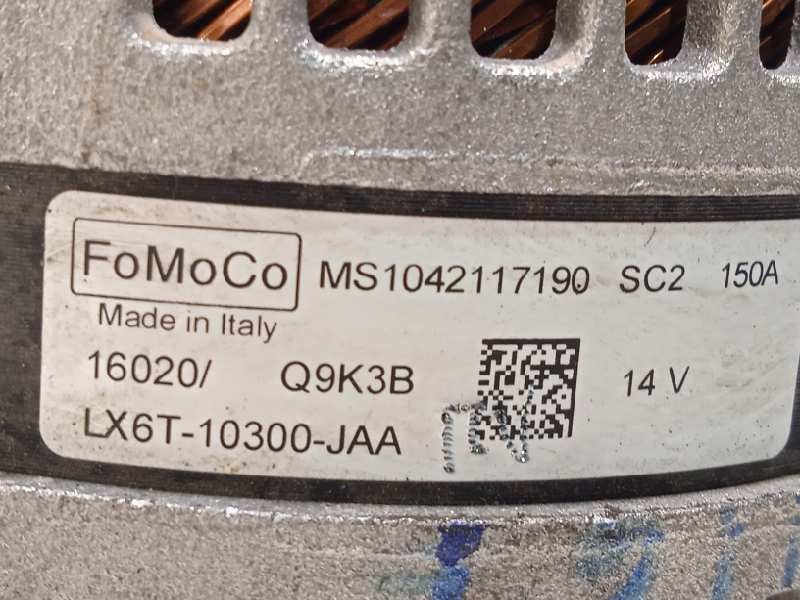 FoMoCo MS1042117190 SC2 150A
Made in Italy
16020/ Q9K3B 14 V
LX6T-10300-JAA